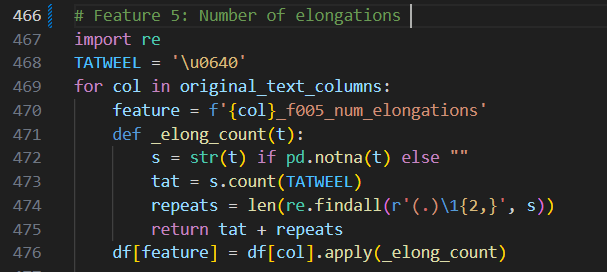 466 # Feature 5: Number of elongations
467 import re
468 TATWEEL = '\u0640'
469 for col in original_text_columns:
470     feature = f'{col}_f005_num_elongations'
471     def _elong_count(t):
472         s = str(t) if pd.notna(t) else ""
473         tat = s.count(TATWEEL)
474         repeats = len(re.findall(r'(.)\1{2,}', s))
475         return tat + repeats
476     df[feature] = df[col].apply(_elong_count)